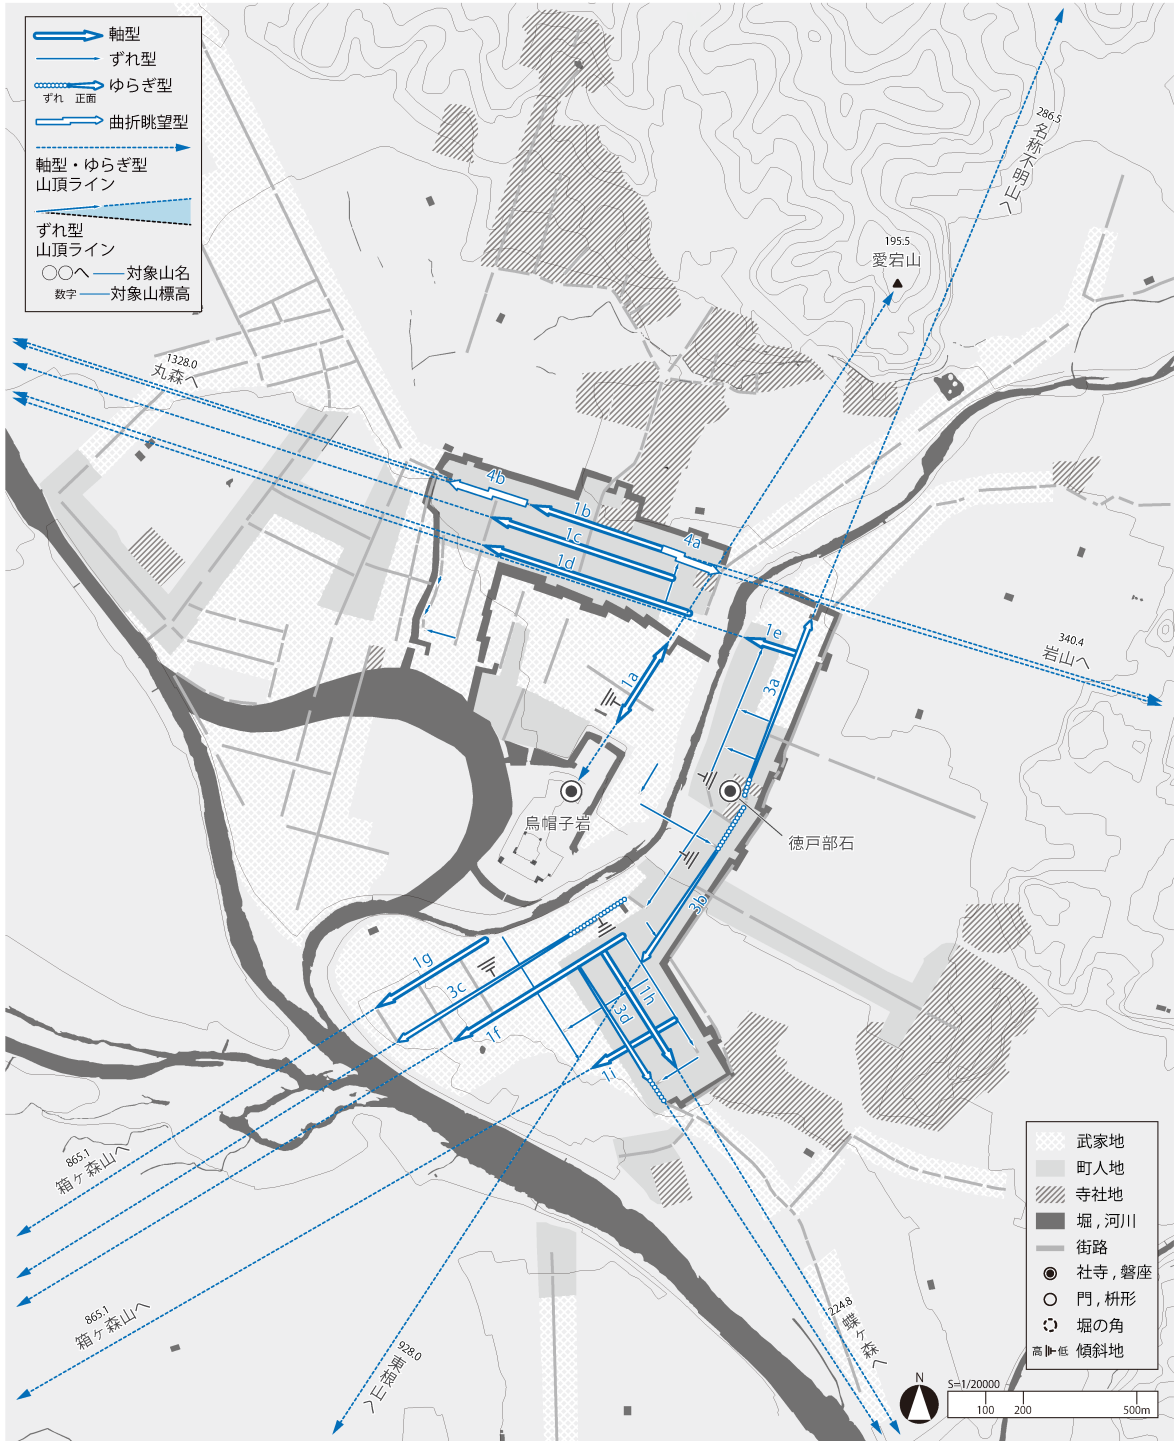 軸型
ずれ型
ゆらぎ型
ずれ 正面
曲折眺望型
軸型・ゆらぎ型
山頂ライン
ずれ型
山頂ライン
○○へ 対象山名
数字 対象山標高
286.5
名称不明山へ
195.5
愛宕山
1328.0
丸森へ
4b
1b
1c
4a
1d
1e
340.4
岩山へ
1a
3a
烏帽子岩
徳戸部石
3b
1g
3c
1f
1h
3d
1i
865.1
箱ヶ森山へ
865.1
箱ヶ森山へ
928.0
東根山へ
224.8
蝶ヶ森へ
武家地
町人地
寺社地
堀,河川
街路
社寺,磐座
門,枡形
堀の角
高 低 傾斜地
N
S=1/20000
100 200 500m